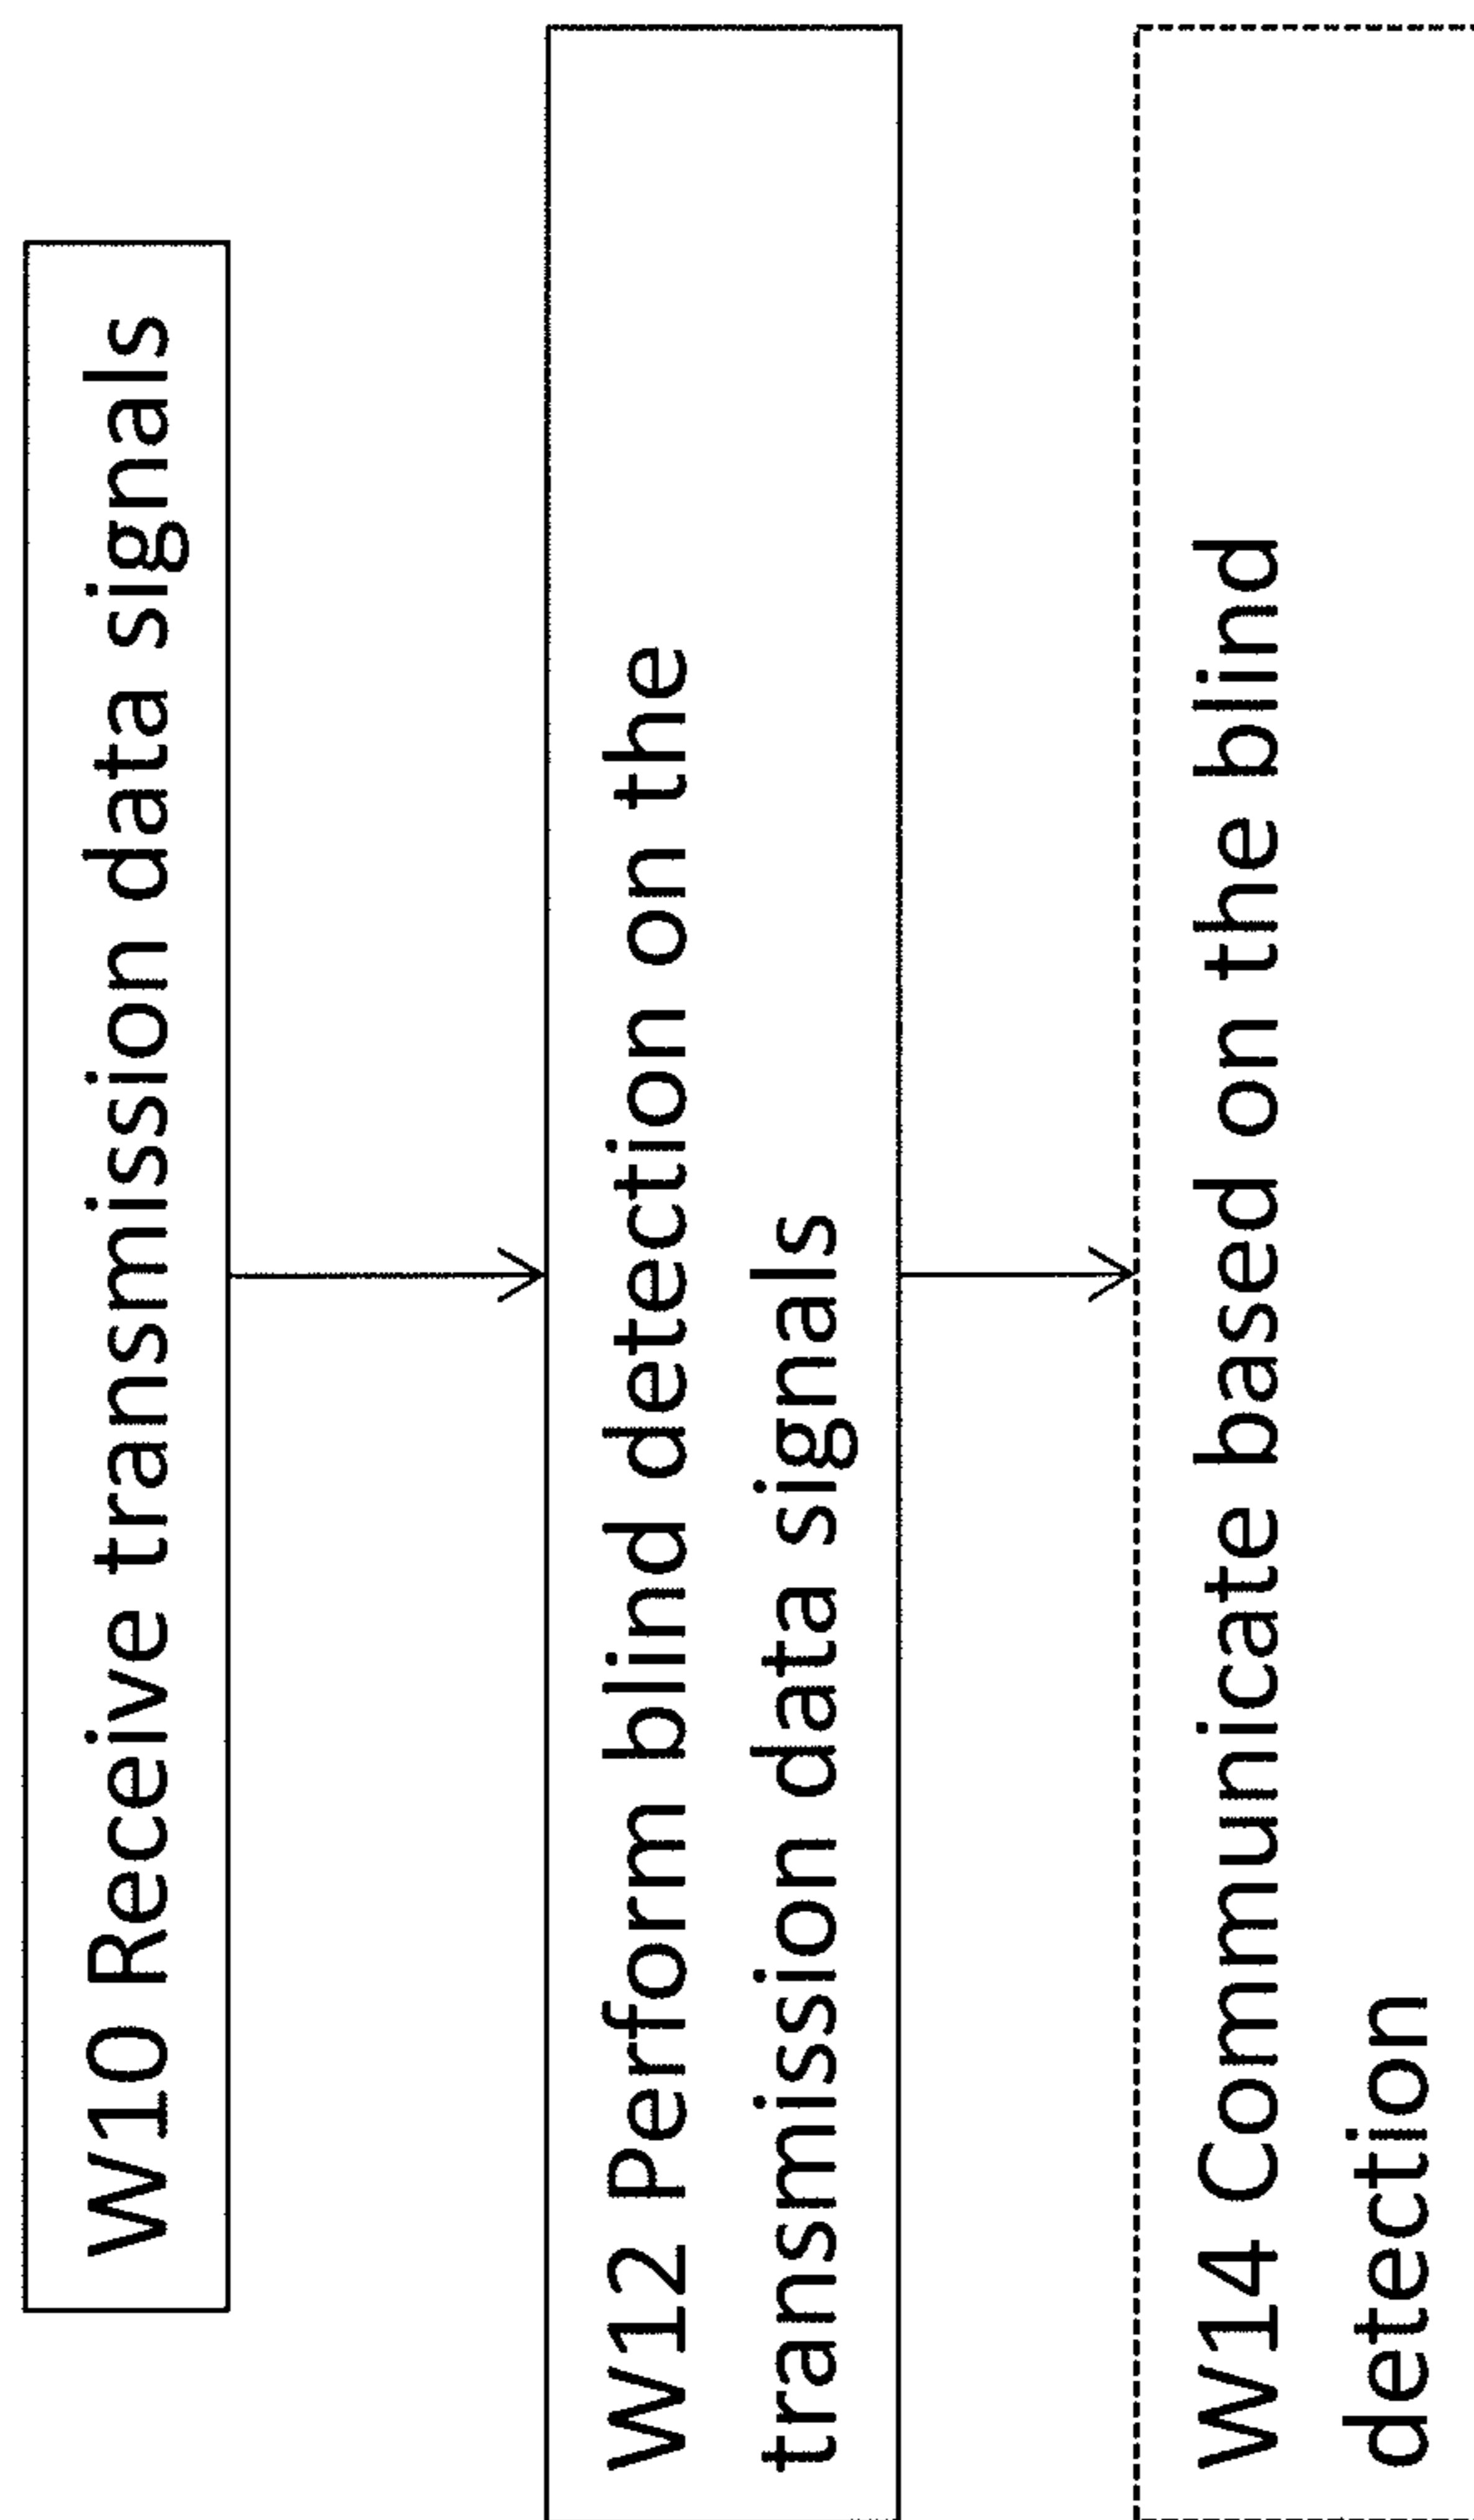 W10 Receive transmission data signals
W12 Perform blind detection on the
transmission data signals
W14 Communicate based on the blind
detection